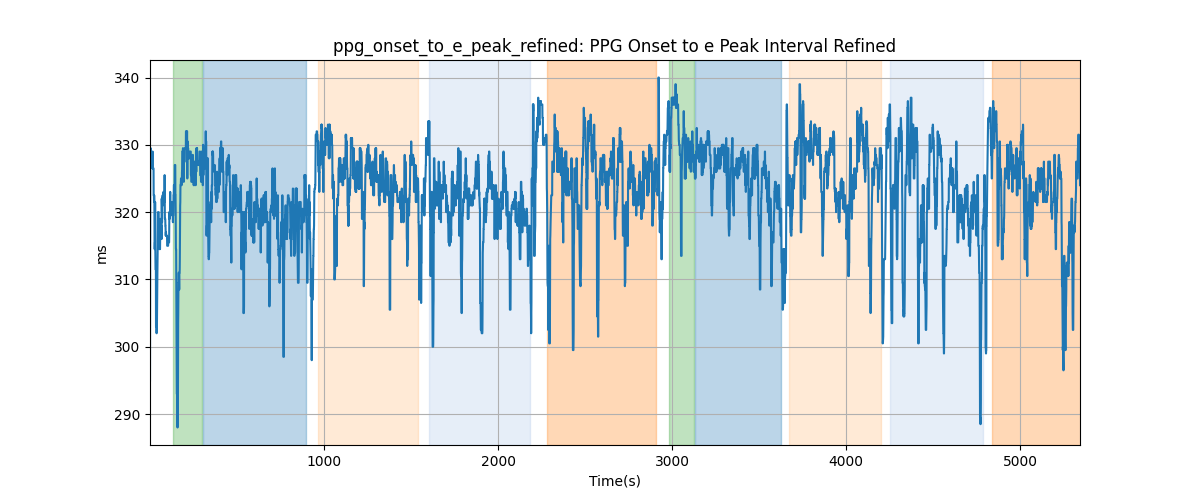 ppg_onset_to_e_peak_refined: PPG Onset to e Peak Interval Refined
340
330
320
310
300
290
ms
1000 2000 3000 4000 5000
Time(s)